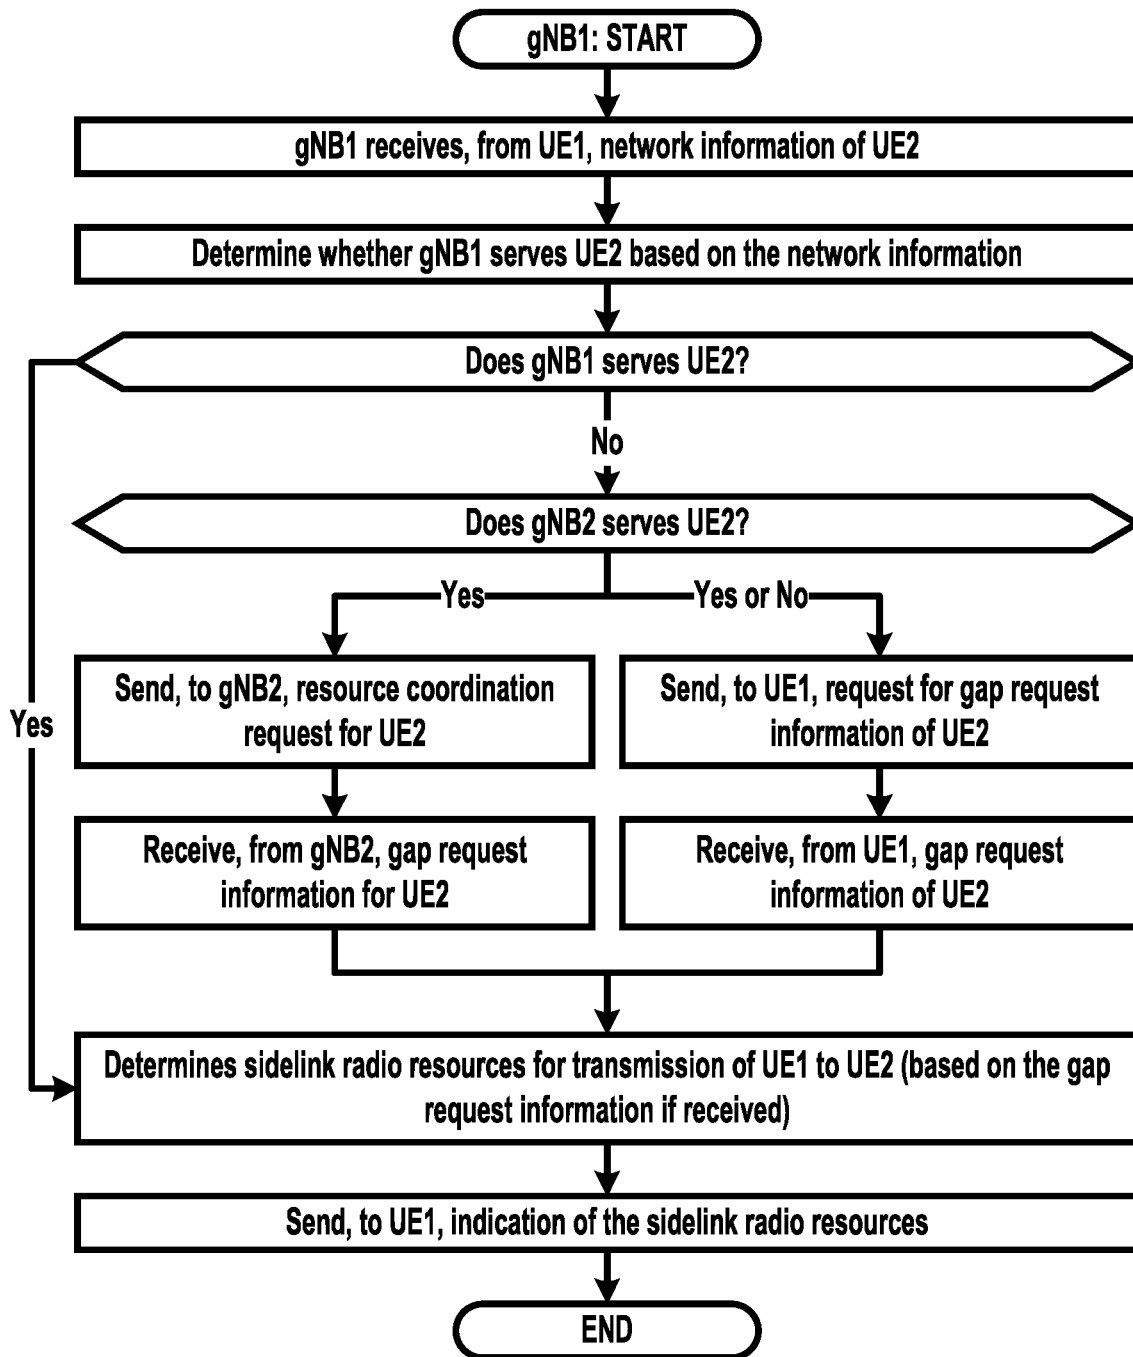 gNB1: START
gNB1 receives, from UE1, network information of UE2
Determine whether gNB1 serves UE2 based on the network information
Does gNB1 serves UE2?
No
Does gNB2 serves UE2?
Yes
Yes or No
Send, to gNB2, resource coordination
request for UE2
Send, to UE1, request for gap request
information of UE2
Yes
Receive, from gNB2, gap request
information for UE2
Receive, from UE1, gap request
information of UE2
Determines sidelink radio resources for transmission of UE1 to UE2 (based on the gap
request information if received)
Send, to UE1, indication of the sidelink radio resources
END